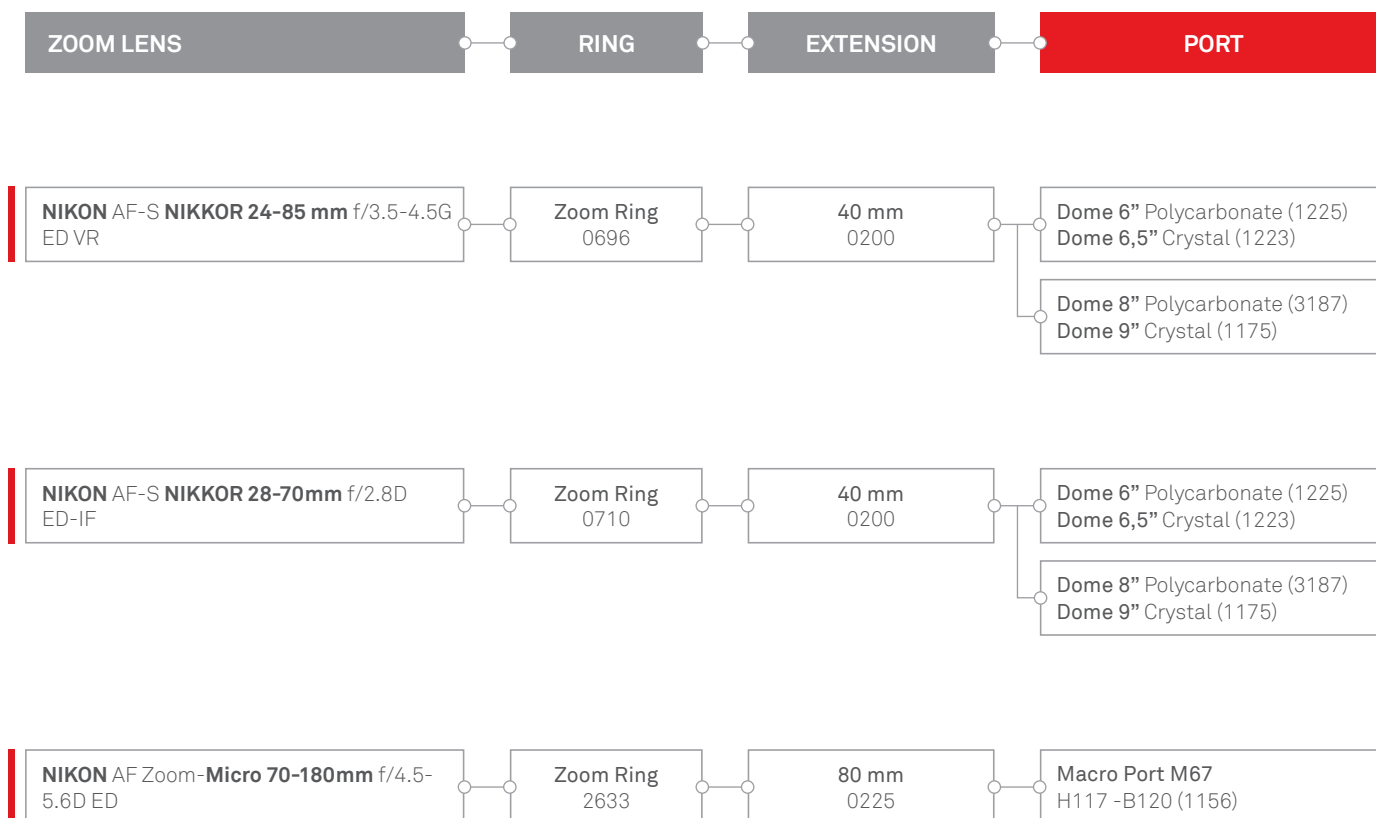 ZOOM LENS
RING
EXTENSION
PORT
NIKON AF-S NIKKOR 24-85 mm f/3.5-4.5G
ED VR
Zoom Ring
0696
40 mm
0200
Dome 6” Polycarbonate (1225)
Dome 6,5” Crystal (1223)
Dome 8” Polycarbonate (3187)
Dome 9” Crystal (1175)
NIKON AF-S NIKKOR 28-70mm f/2.8D
ED-IF
Zoom Ring
0710
40 mm
0200
Dome 6” Polycarbonate (1225)
Dome 6,5” Crystal (1223)
Dome 8” Polycarbonate (3187)
Dome 9” Crystal (1175)
NIKON AF Zoom-Micro 70-180mm f/4.5-
5.6D ED
Zoom Ring
2633
80 mm
0225
Macro Port M67
H117 -B120 (1156)